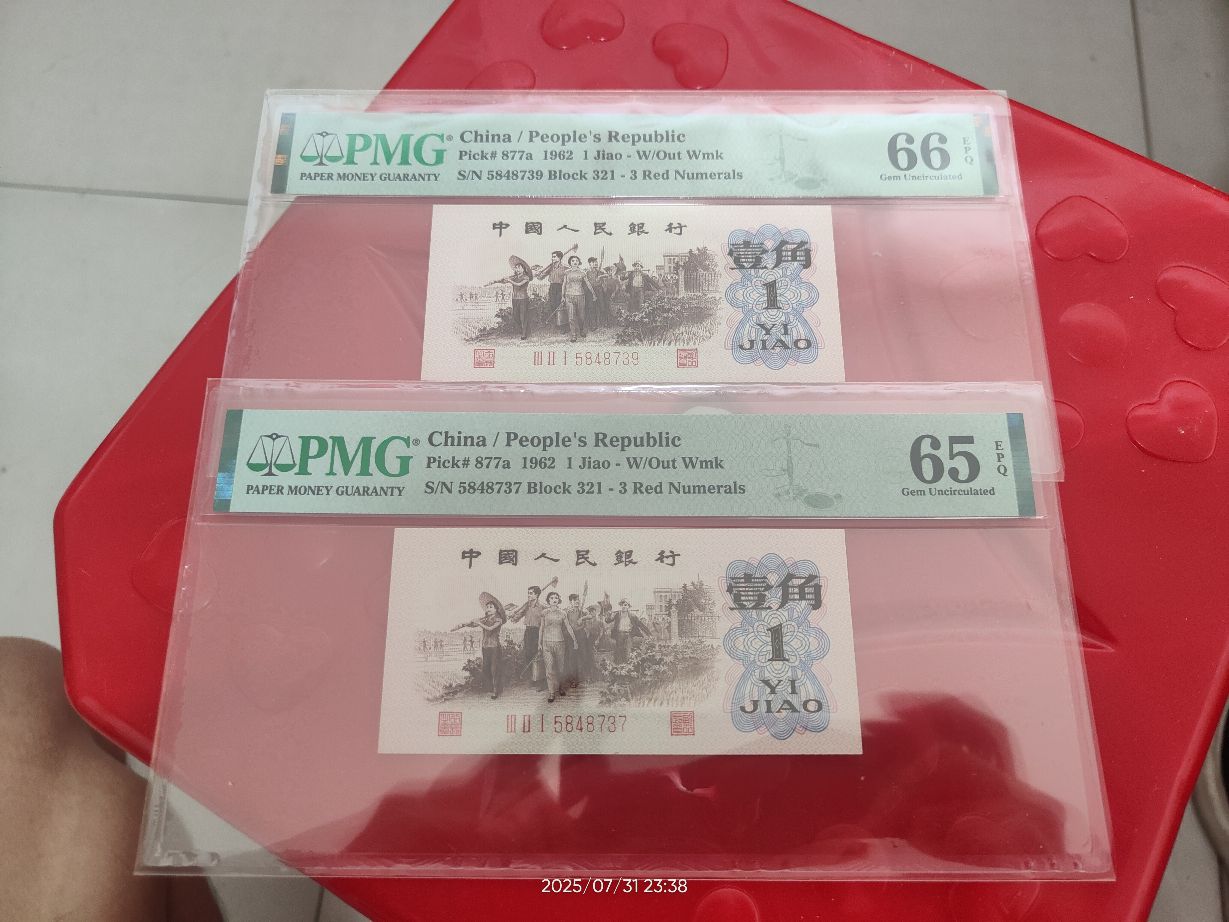 PMG®
PAPER MONEY GUARANTY
China / People's Republic
Pick# 877a 1962 1 Jiao - W/Out Wmk
S/N 5848739 Block 321 - 3 Red Numerals
66
EPQ
Gem Uncirculated
中國人民銀行
壹角
1
YI
JIAO
III II I 5848739
PMG®
PAPER MONEY GUARANTY
China / People's Republic
Pick# 877a 1962 1 Jiao - W/Out Wmk
S/N 5848737 Block 321 - 3 Red Numerals
65
EPQ
Gem Uncirculated
中國人民銀行
壹角
1
YI
JIAO
III II I 5848737
2025/07/31 23:38